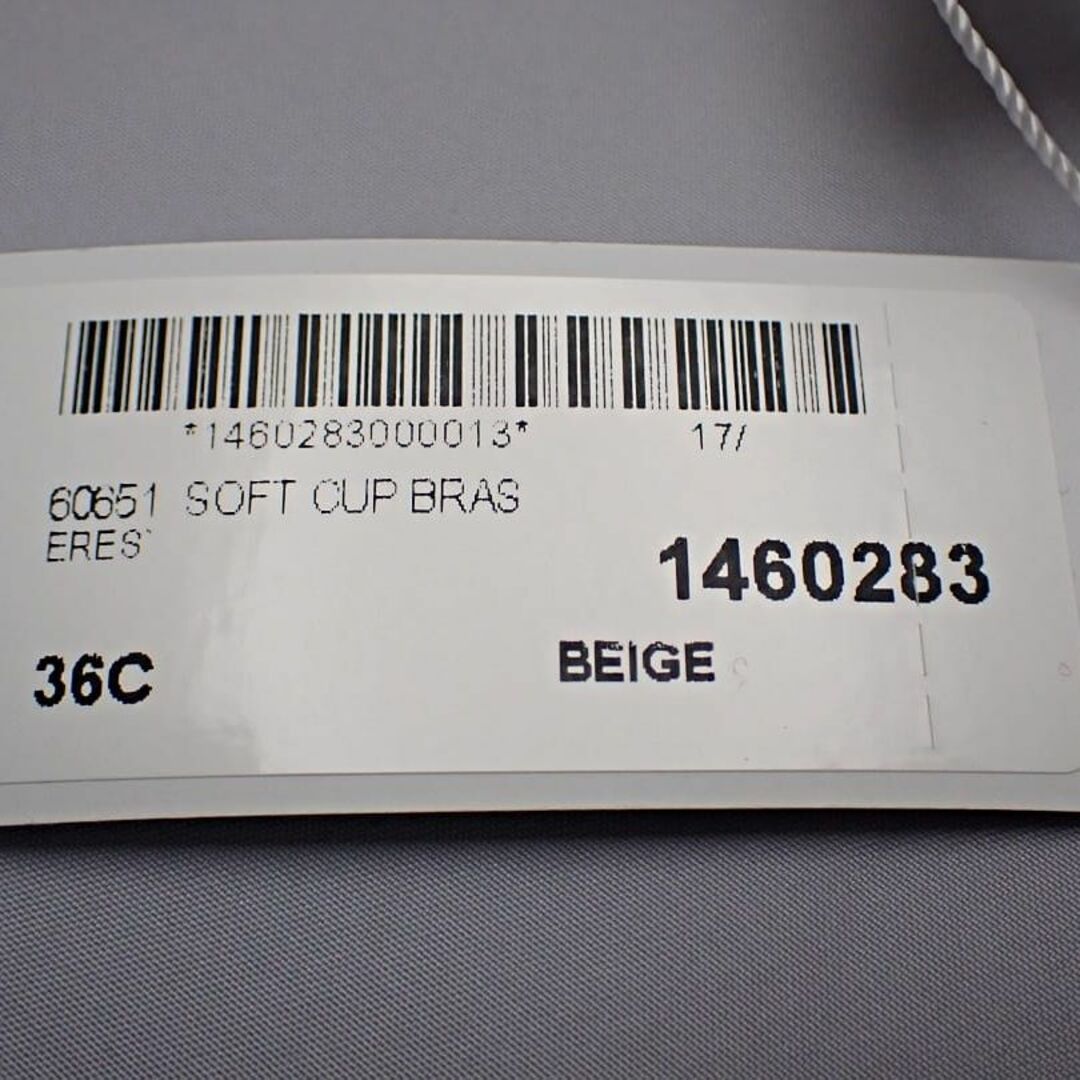 *1460283000013* 17/
60651 SOFT CUP BRAS
ERES
1460283
36C BEIGE